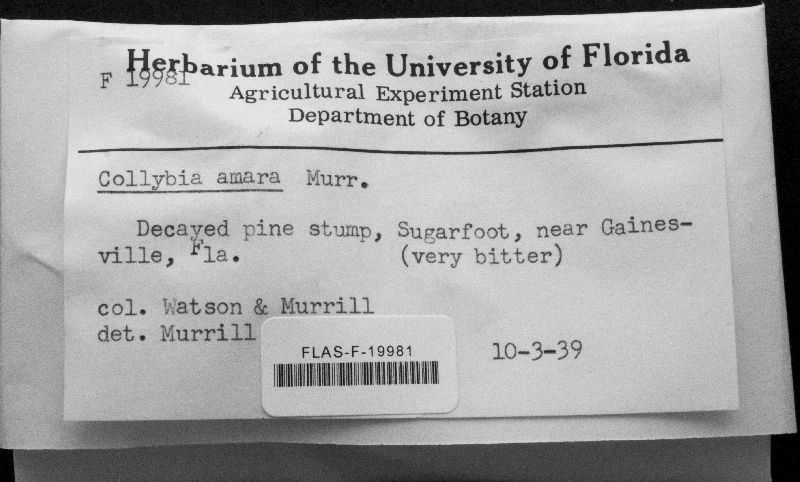 Herbarium of the University of Florida
F 19981
Agricultural Experiment Station
Department of Botany
Collybia amara Murr.
Decayed pine stump, Sugarfoot, near Gaines-
ville, Fla. (very bitter)
col. Watson & Murrill
det. Murrill
FLAS-F-19981
10-3-39